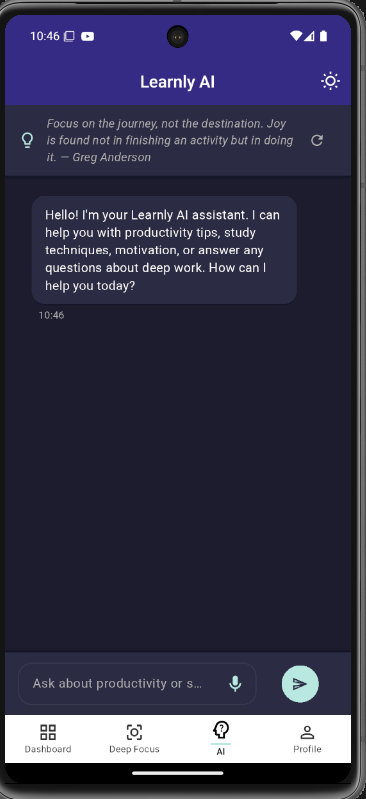 10:46
Learnly AI
Focus on the journey, not the destination. Joy
is found not in finishing an activity but in doing
it. — Greg Anderson
Hello! I'm your Learnly AI assistant. I can
help you with productivity tips, study
techniques, motivation, or answer any
questions about deep work. How can I
help you today?
10:46
Ask about productivity or s...
Dashboard
Deep Focus
AI
Profile